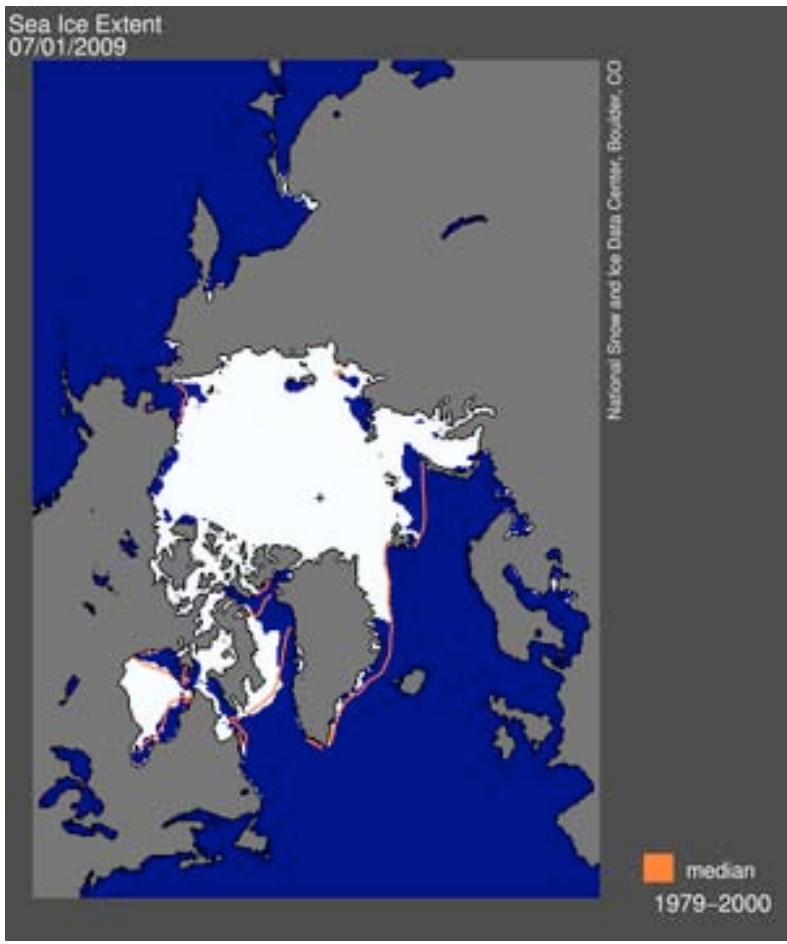 Sea Ice Extent
07/01/2009
National Snow and Ice Data Center, Boulder, CO
median
1979–2000